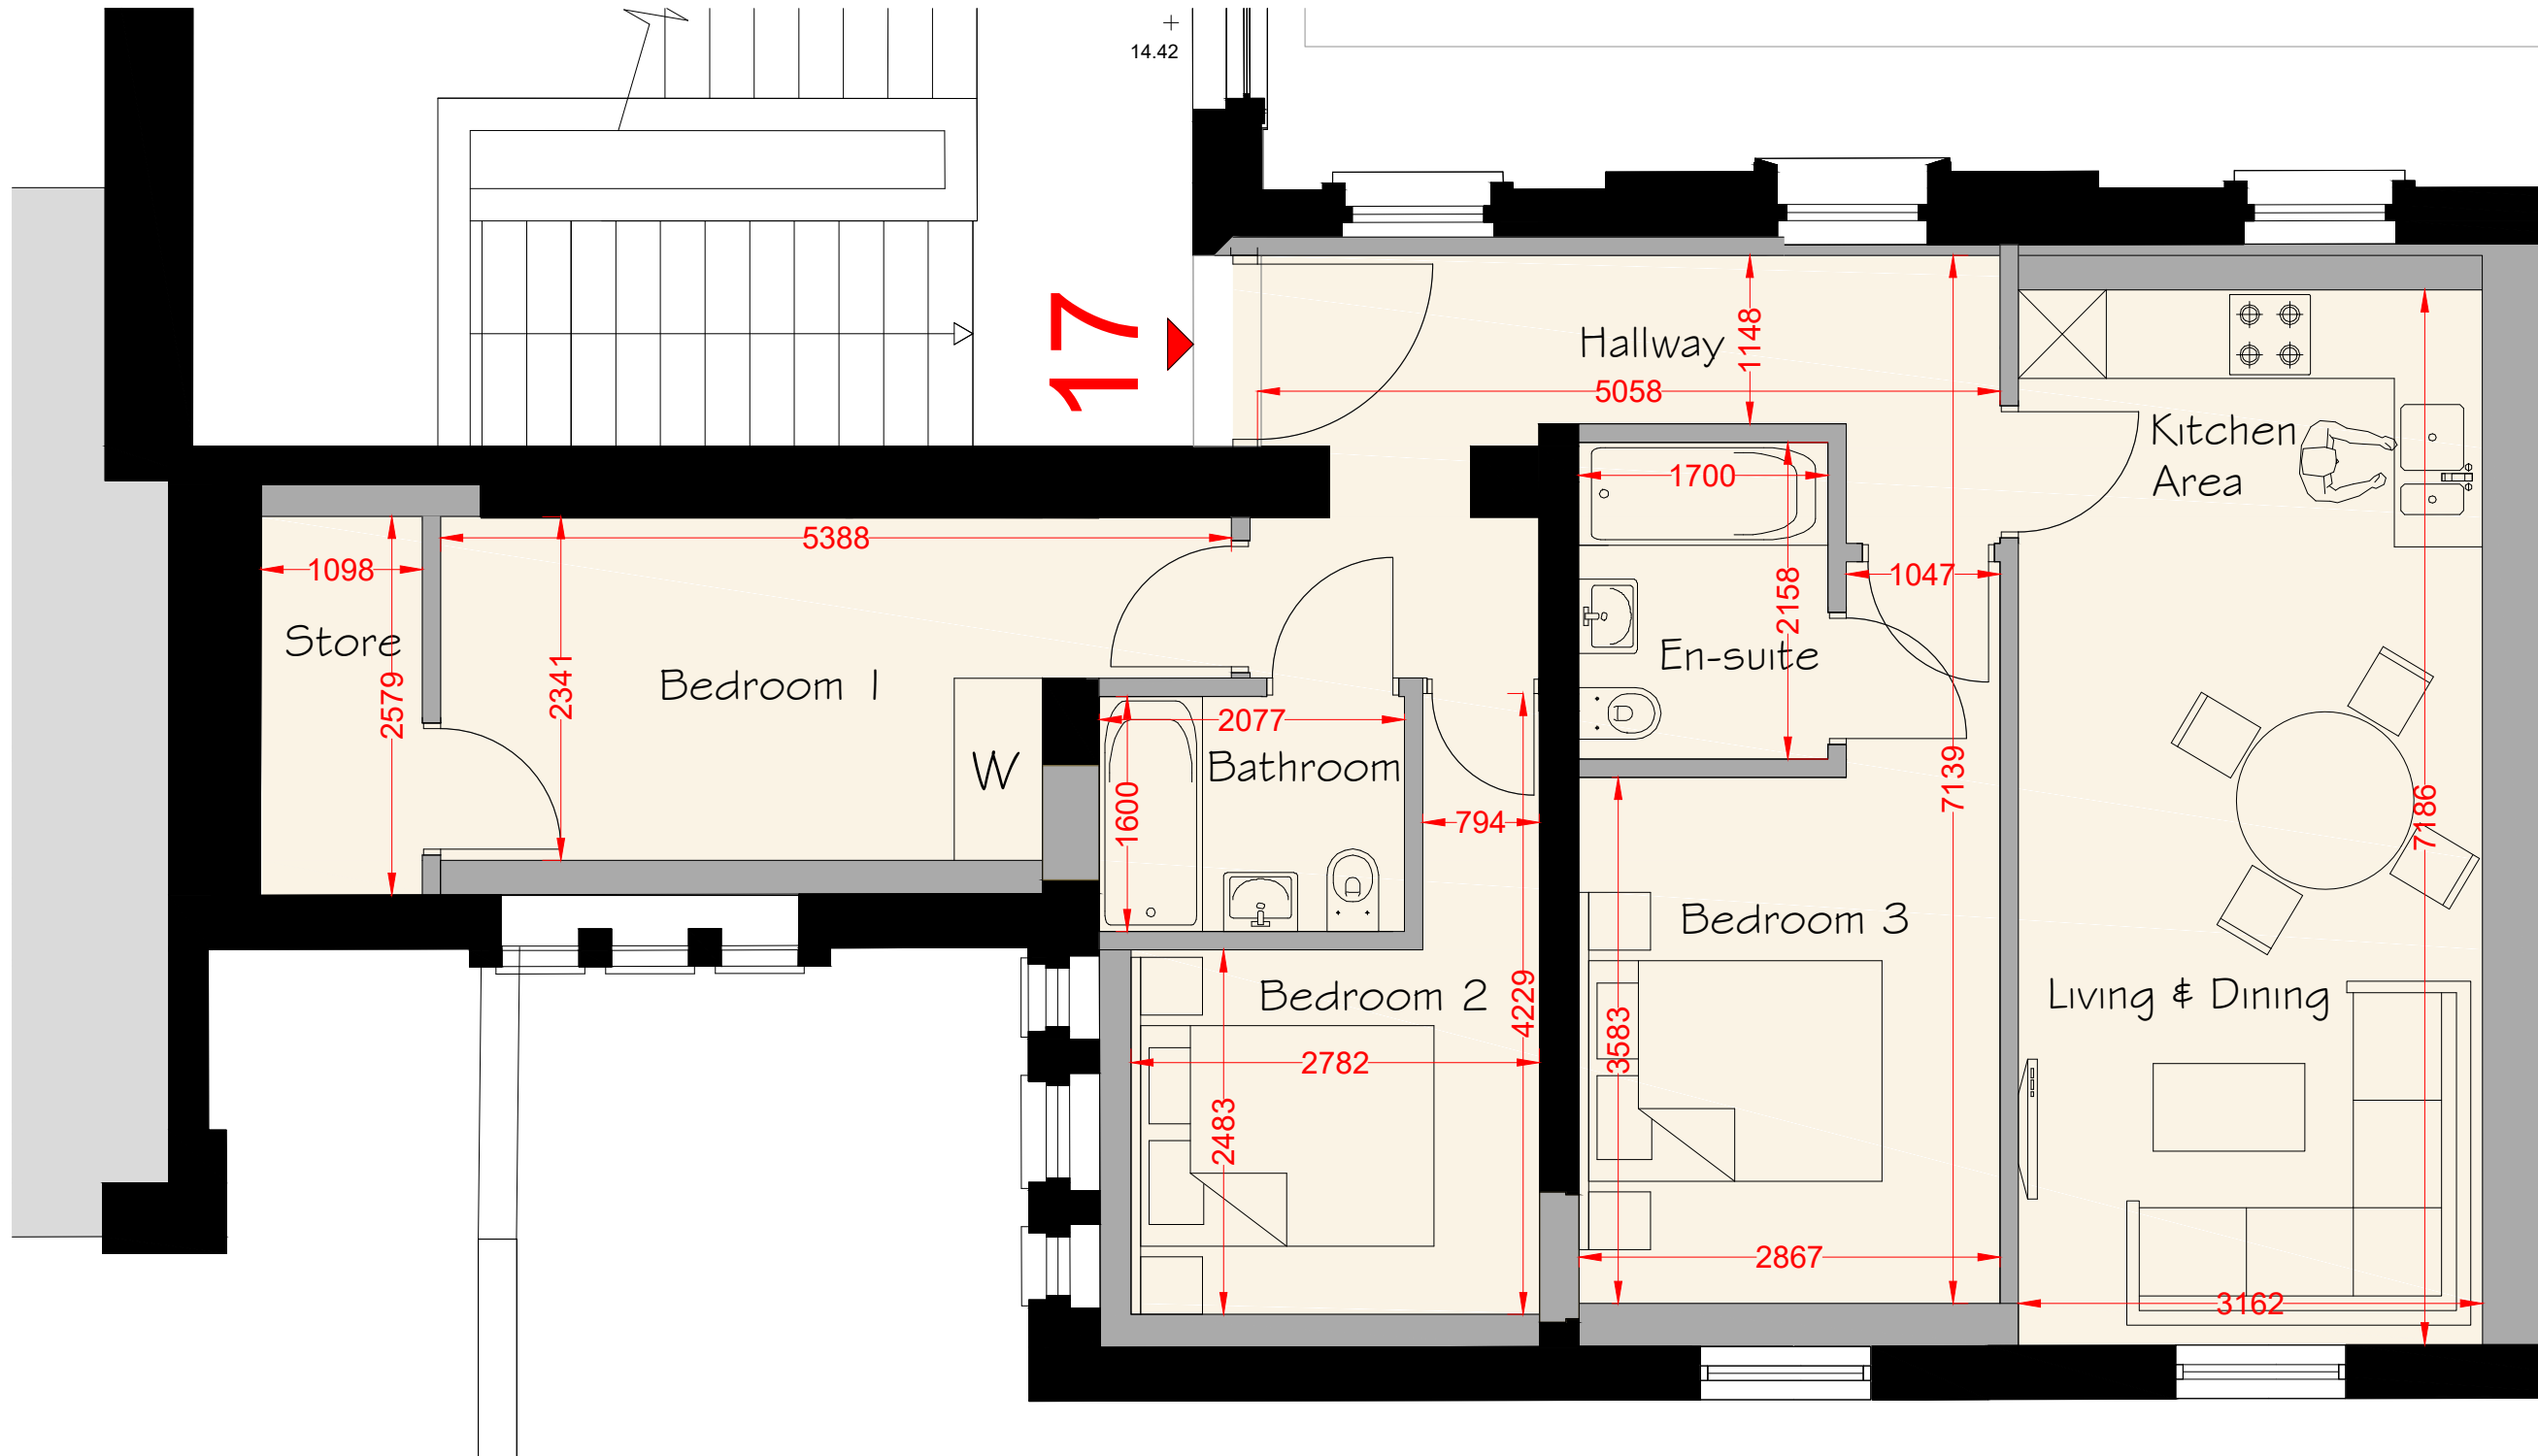 14.42
17
Hallway
1148
5058
Kitchen
Area
1700
5388
1098
2158
1047
Store
En-suite
2579
2341
Bedroom 1
2077
W
Bathroom
7139
1600
794
7186
Bedroom 3
Bedroom 2
4229
Living & Dining
3583
2782
2483
2867
3162